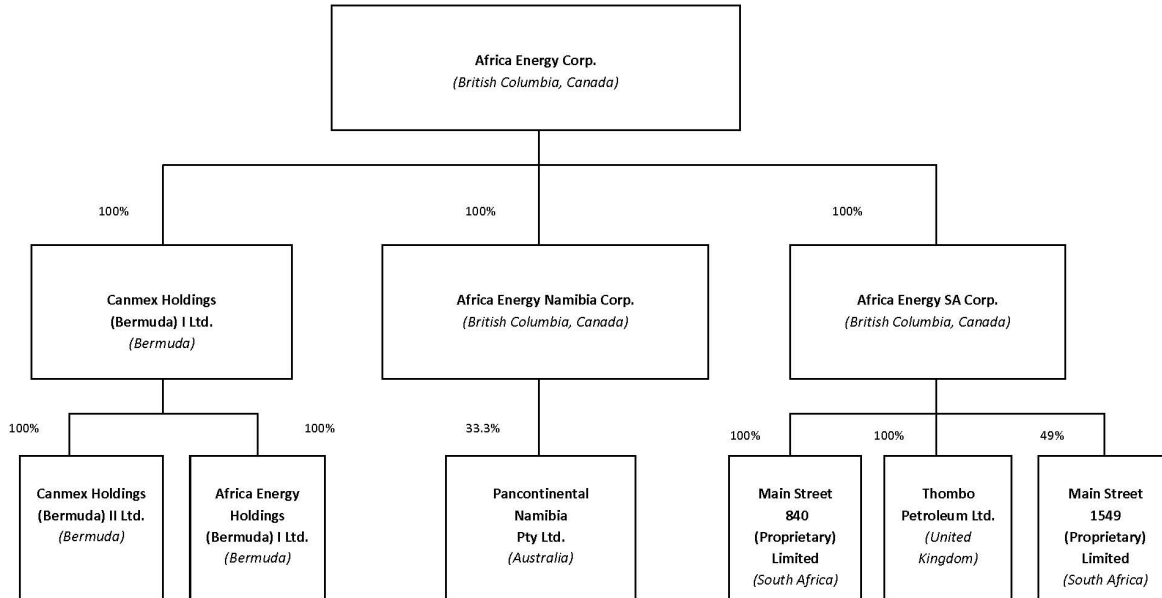 Africa Energy Corp.
(British Columbia, Canada)
100%
100%
100%
Canmex Holdings
(Bermuda) I Ltd.
(Bermuda)
Africa Energy Namibia Corp.
(British Columbia, Canada)
Africa Energy SA Corp.
(British Columbia, Canada)
100%
100%
33.3%
100%
100%
49%
Canmex Holdings
(Bermuda) II Ltd.
(Bermuda)
Africa Energy
Holdings
(Bermuda) I Ltd.
(Bermuda)
Pancontinental
Namibia
Pty Ltd.
(Australia)
Main Street
840
(Proprietary)
Limited
(South Africa)
Thombo
Petroleum Ltd.
(United
Kingdom)
Main Street
1549
(Proprietary)
Limited
(South Africa)